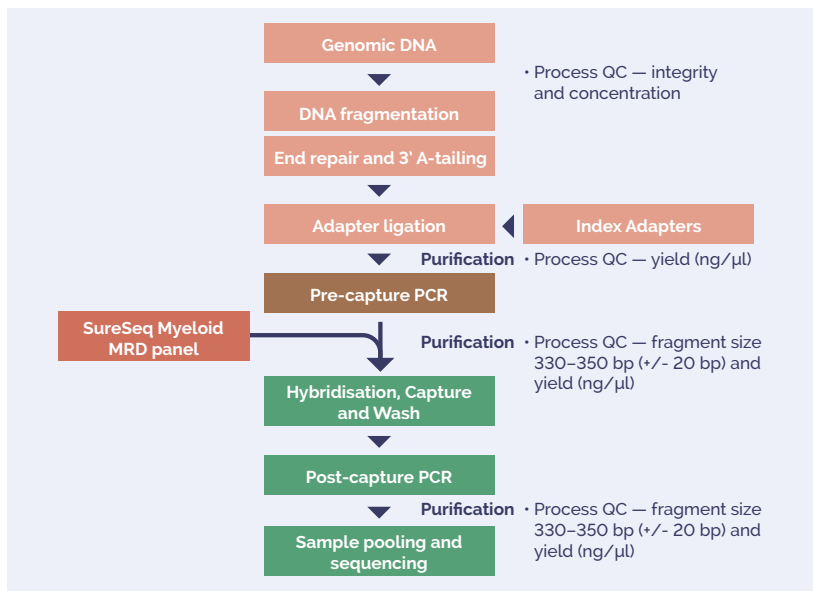 Genomic DNA
• Process QC — integrity
and concentration
DNA fragmentation
End repair and 3’ A-tailing
Adapter ligation
Index Adapters
Purification • Process QC — yield (ng/µl)
Pre-capture PCR
SureSeq Myeloid
MRD panel
Purification • Process QC — fragment size
330–350 bp (+/- 20 bp) and
yield (ng/µl)
Hybridisation, Capture
and Wash
Post-capture PCR
Purification • Process QC — fragment size
330–350 bp (+/- 20 bp) and
yield (ng/µl)
Sample pooling and
sequencing